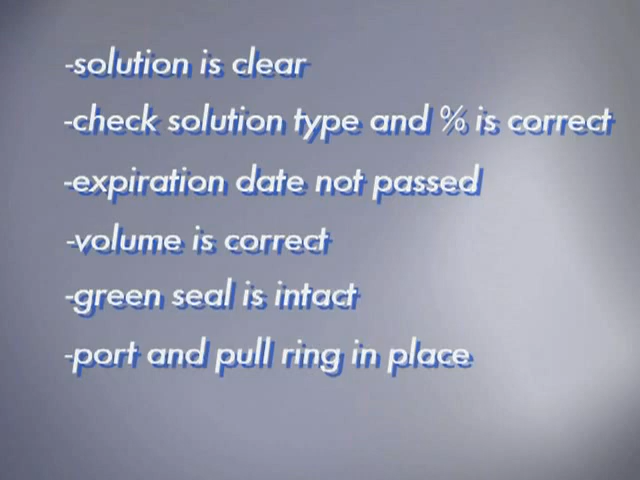 -solution is clear
-check solution type and % is correct
-expiration date not passed
-volume is correct
-green seal is intact
-port and pull ring in place